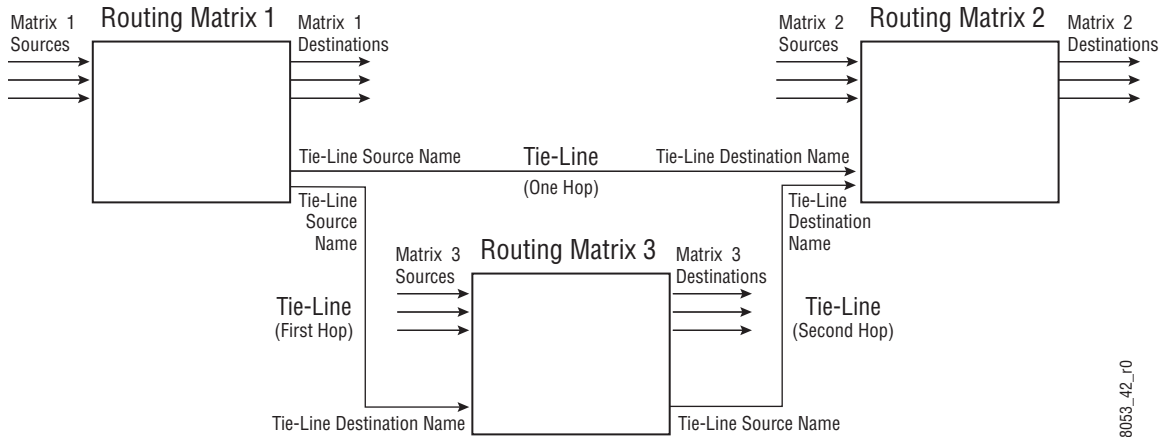 Routing Matrix 1
Matrix 1
Sources
Matrix 1
Destinations
Routing Matrix 2
Matrix 2
Sources
Matrix 2
Destinations
Tie-Line Source Name
Tie-Line
(One Hop)
Tie-Line Destination Name
Tie-Line
Source
Name
Tie-Line
Destination
Name
Routing Matrix 3
Matrix 3
Sources
Matrix 3
Destinations
Tie-Line
(First Hop)
Tie-Line
(Second Hop)
Tie-Line Destination Name
Tie-Line Source Name
8053_42_r0